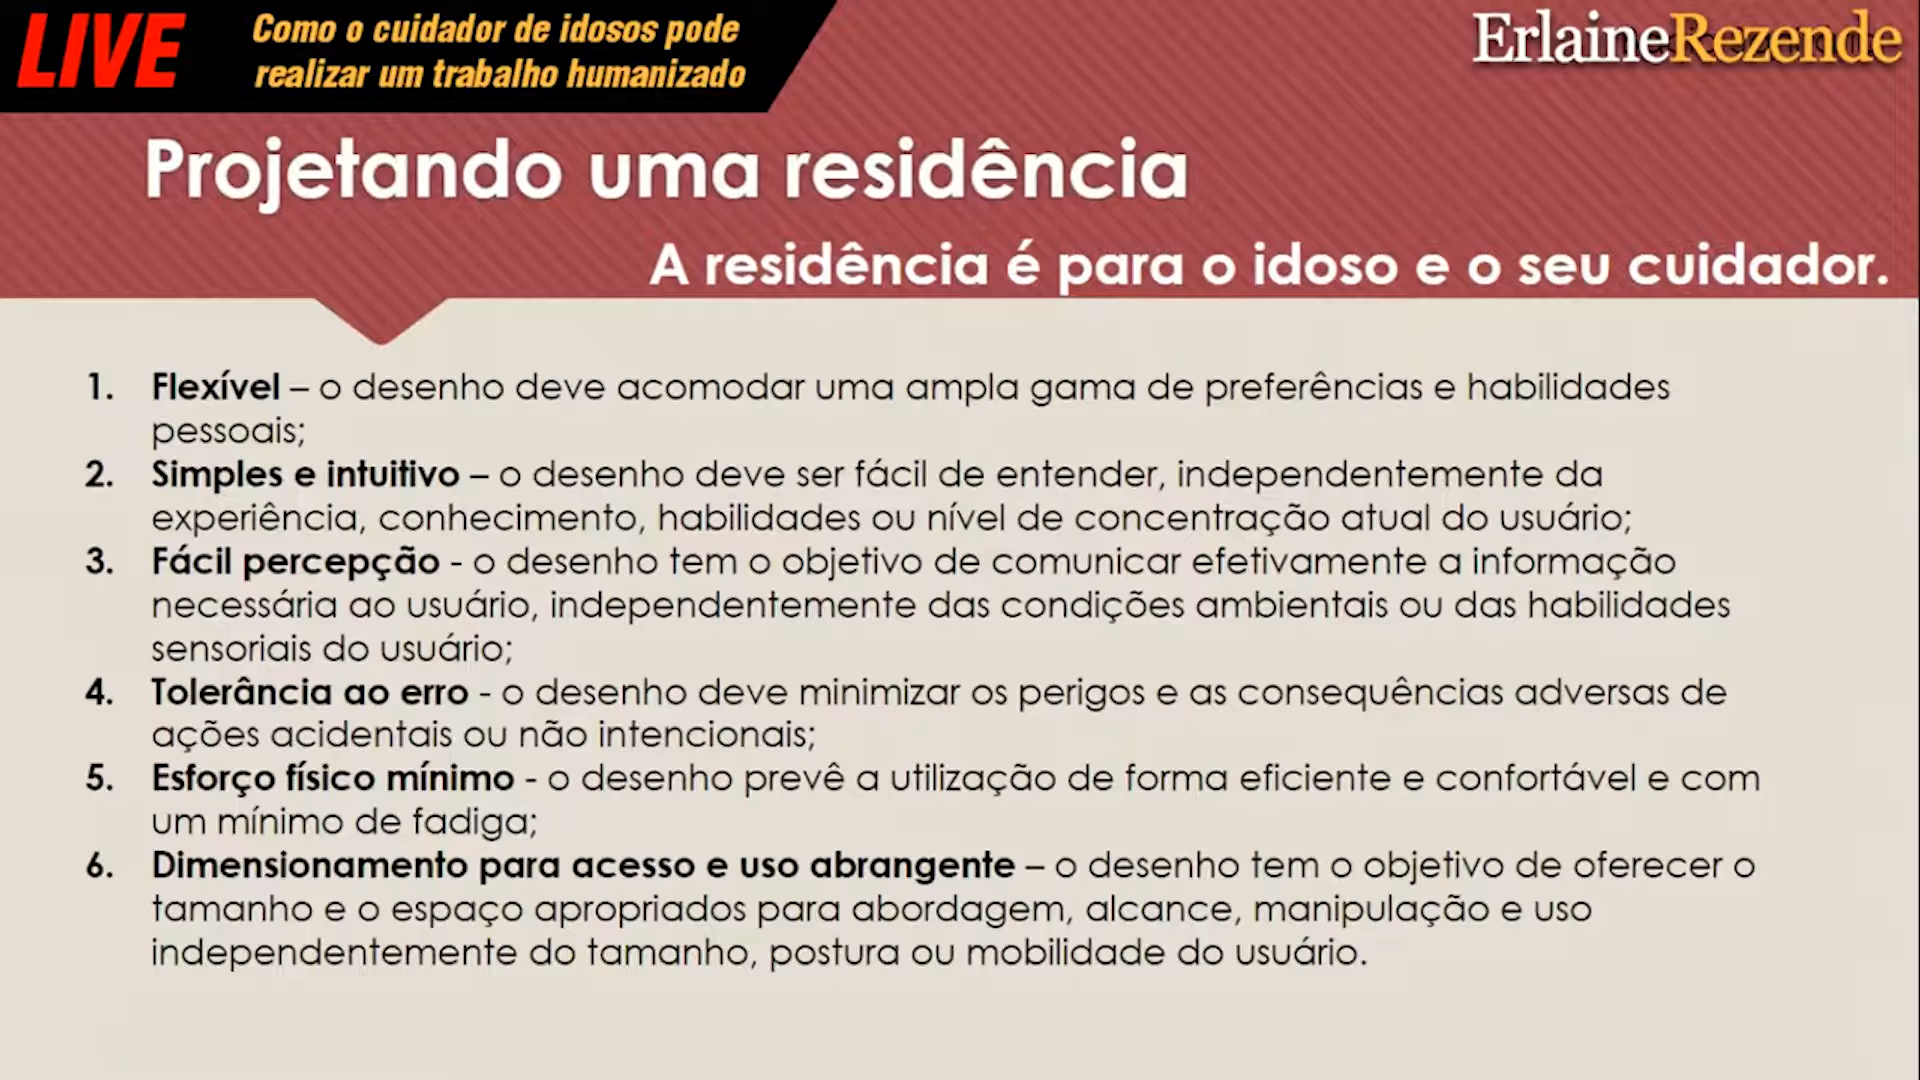 LIVE
Como o cuidador de idosos pode
realizar um trabalho humanizado
ErlaineRezende
Projetando uma residência
A residência é para o idoso e o seu cuidador.
1. Flexível – o desenho deve acomodar uma ampla gama de preferências e habilidades
pessoais;
2. Simples e intuitivo – o desenho deve ser fácil de entender, independentemente da
experiência, conhecimento, habilidades ou nível de concentração atual do usuário;
3. Fácil percepção - o desenho tem o objetivo de comunicar efetivamente a informação
necessária ao usuário, independentemente das condições ambientais ou das habilidades
sensoriais do usuário;
4. Tolerância ao erro - o desenho deve minimizar os perigos e as consequências adversas de
ações acidentais ou não intencionais;
5. Esforço físico mínimo - o desenho prevê a utilização de forma eficiente e confortável e com
um mínimo de fadiga;
6. Dimensionamento para acesso e uso abrangente – o desenho tem o objetivo de oferecer o
tamanho e o espaço apropriados para abordagem, alcance, manipulação e uso
independentemente do tamanho, postura ou mobilidade do usuário.